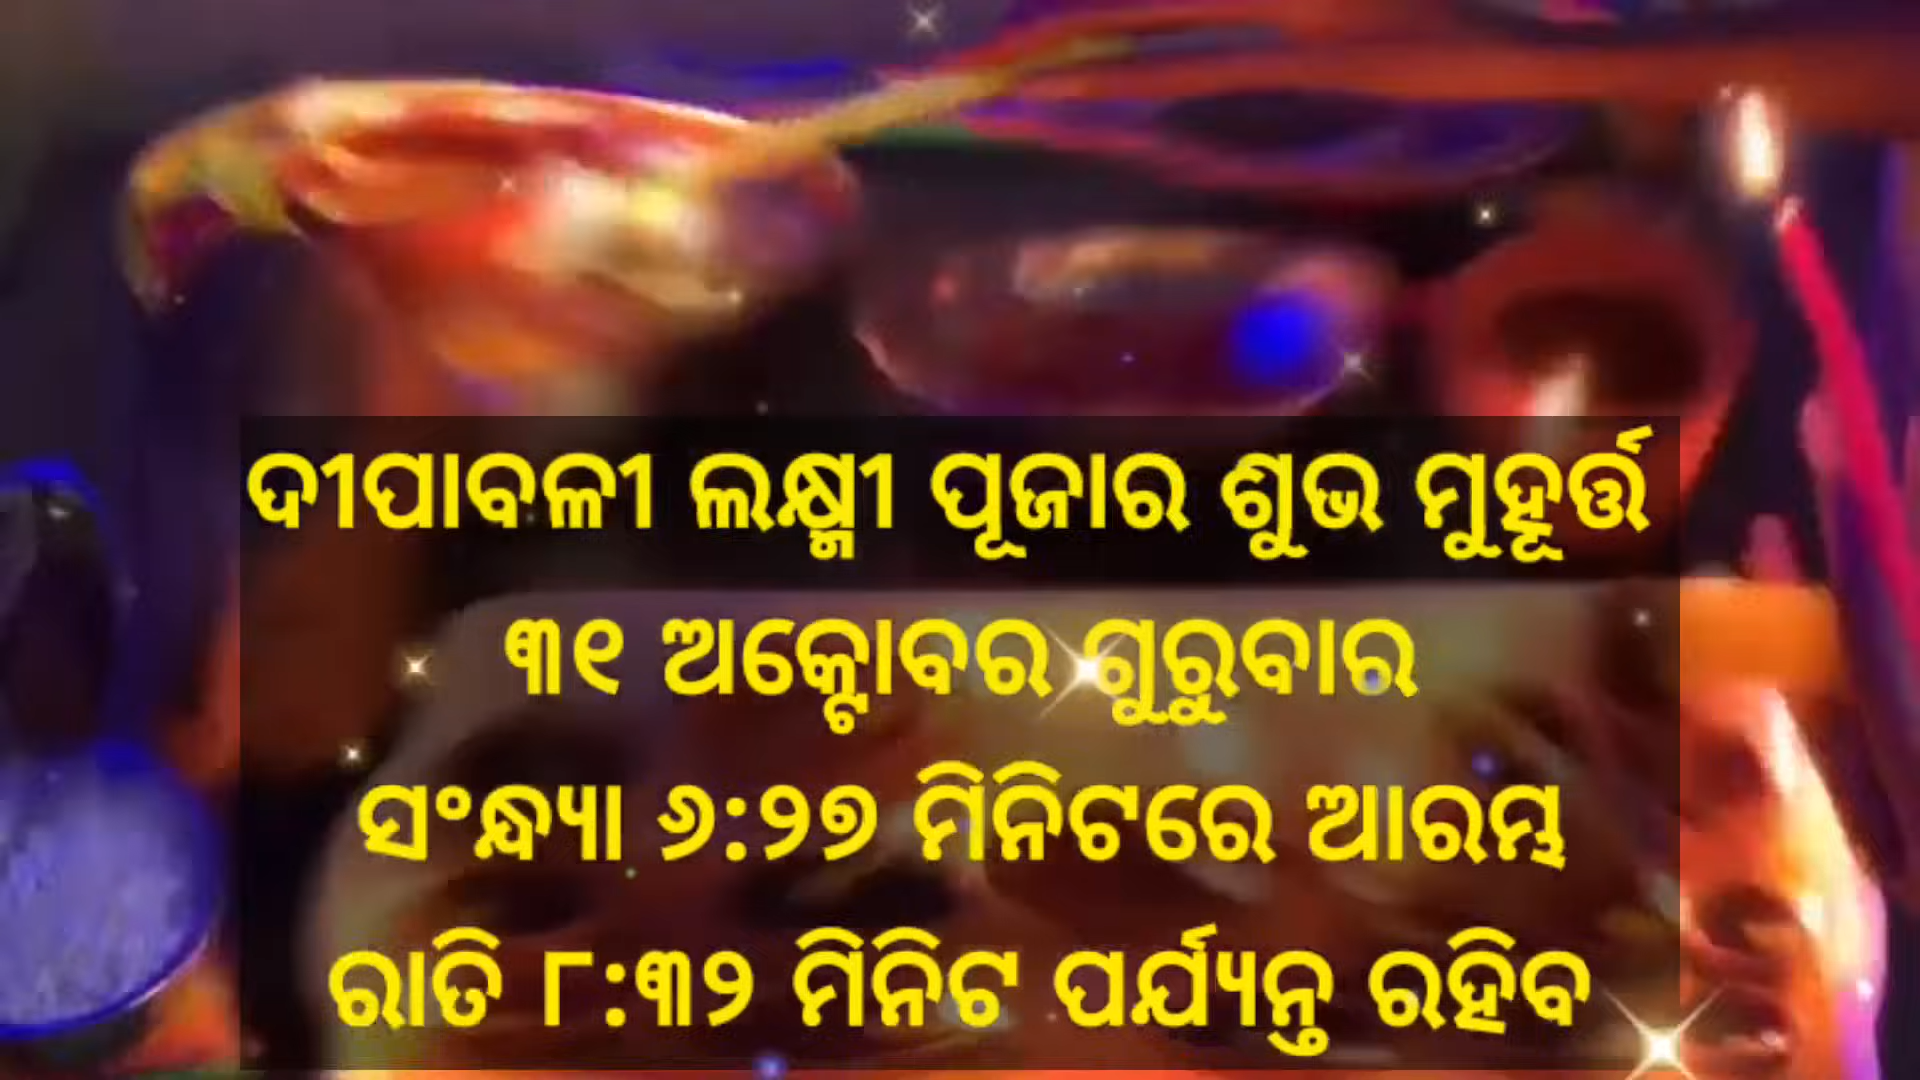 ଦୀପାବଳୀ ଲକ୍ଷ୍ମୀ ପୂଜାର ଶୁଭ ମୁହୂର୍ତ୍ତ
୩୧ ଅକ୍ଟୋବର ଗୁରୁବାର
ସଂନ୍ଧ୍ୟା ୬:୨୭ ମିନିଟରେ ଆରମ୍ଭ
ରାତି ୮:୩୨ ମିନିଟ ପର୍ଯ୍ୟନ୍ତ ରହିବ